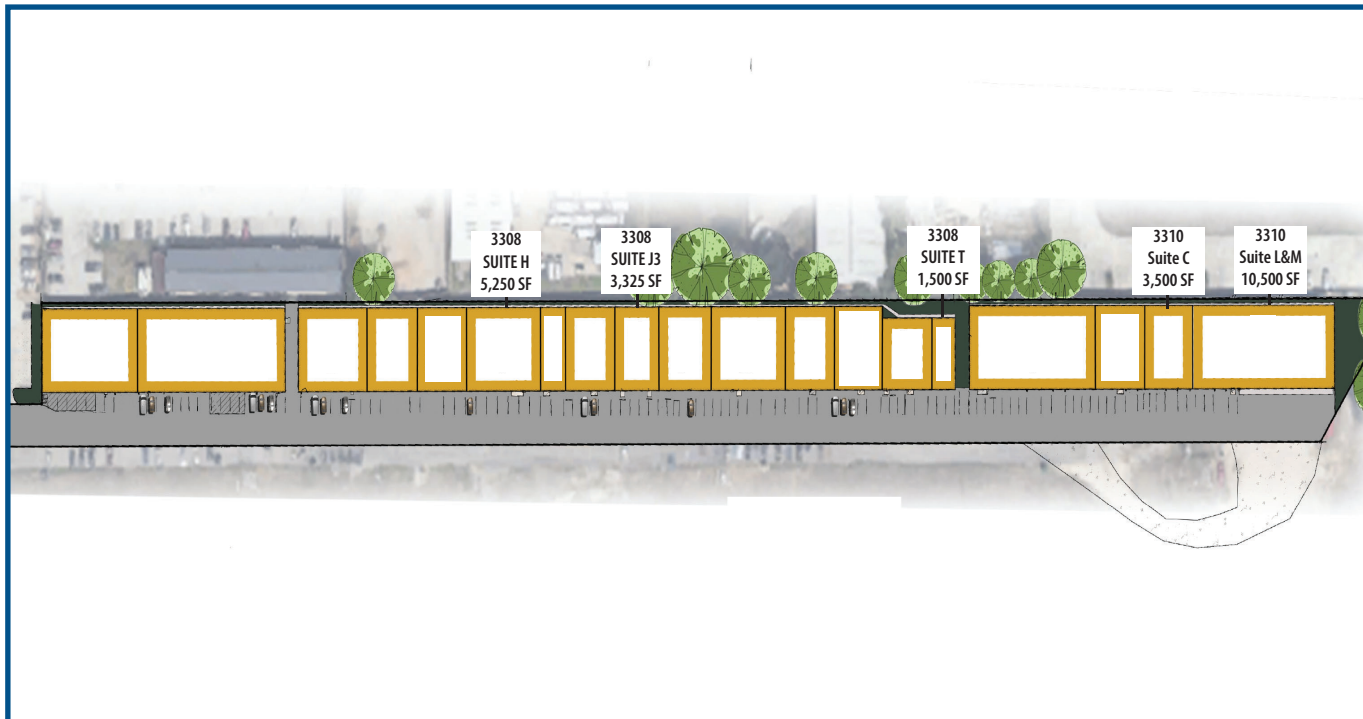 3308
SUITE H
5,250 SF
3308
SUITE J3
3,325 SF
3308
SUITE T
1,500 SF
3310
Suite C
3,500 SF
3310
Suite L&M
10,500 SF